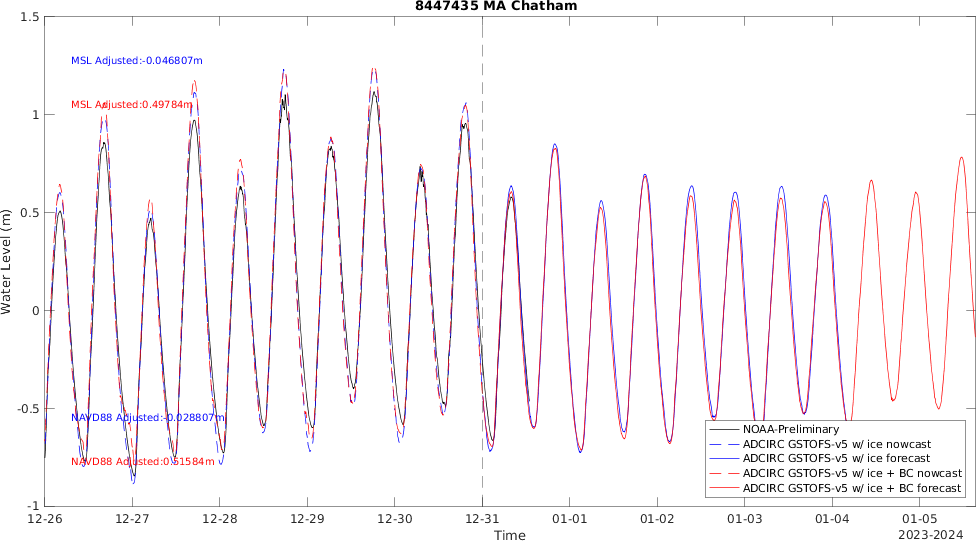 8447435 MA Chatham
1.5
1
0.5
0
-0.5
-1
Water Level (m)
MSL Adjusted:-0.046807m
MSL Adjusted:0.49784m
NAVD88 Adjusted:-0.028807m
NAVD88 Adjusted:0.51584m
NOAA-Preliminary
ADCIRC GSTOFS-v5 w/ ice nowcast
ADCIRC GSTOFS-v5 w/ ice forecast
ADCIRC GSTOFS-v5 w/ ice + BC nowcast
ADCIRC GSTOFS-v5 w/ ice + BC forecast
12-26 12-27 12-28 12-29 12-30 12-31 01-01 01-02 01-03 01-04 01-05
Time
2023-2024